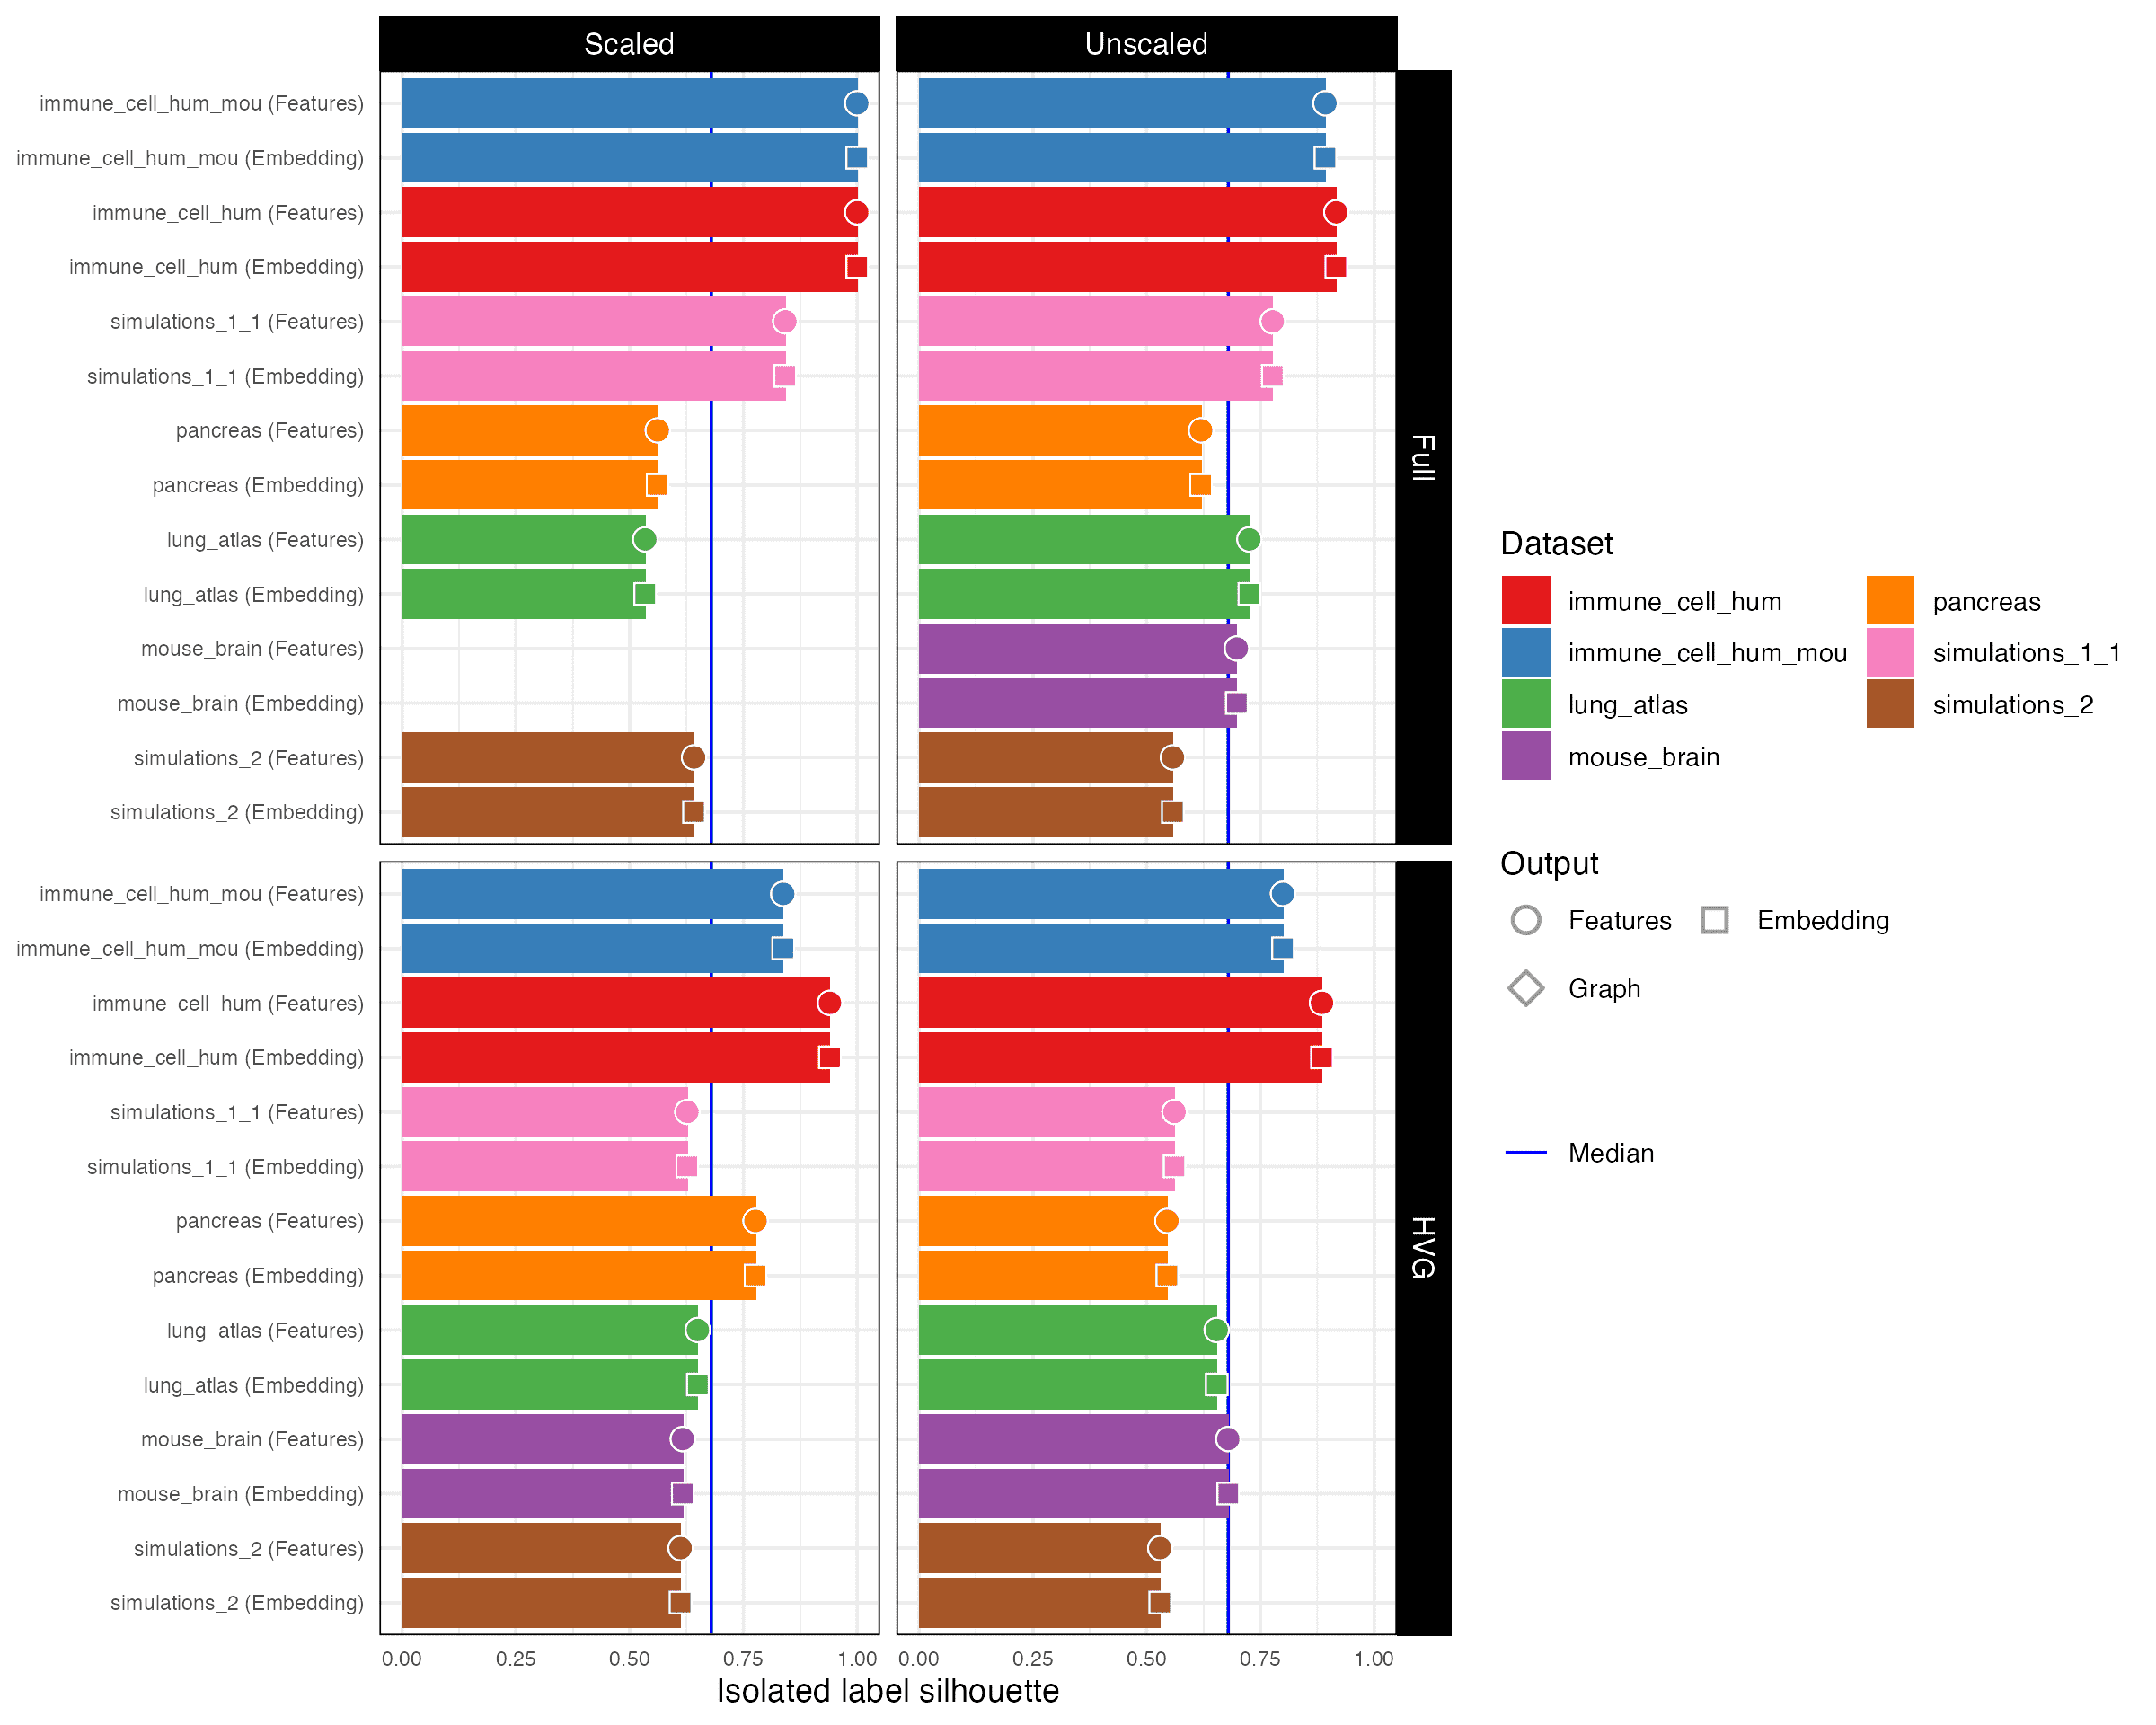 Scaled
Unscaled
immune_cell_hum_mou (Features)
immune_cell_hum_mou (Embedding)
immune_cell_hum (Features)
immune_cell_hum (Embedding)
simulations_1_1 (Features)
simulations_1_1 (Embedding)
pancreas (Features)
pancreas (Embedding)
lung_atlas (Features)
lung_atlas (Embedding)
mouse_brain (Features)
mouse_brain (Embedding)
simulations_2 (Features)
simulations_2 (Embedding)
Full
immune_cell_hum_mou (Features)
immune_cell_hum_mou (Embedding)
immune_cell_hum (Features)
immune_cell_hum (Embedding)
simulations_1_1 (Features)
simulations_1_1 (Embedding)
pancreas (Features)
pancreas (Embedding)
lung_atlas (Features)
lung_atlas (Embedding)
mouse_brain (Features)
mouse_brain (Embedding)
simulations_2 (Features)
simulations_2 (Embedding)
HVG
0.00 0.25 0.50 0.75 1.00
0.00 0.25 0.50 0.75 1.00
Isolated label silhouette
Dataset
immune_cell_hum
immune_cell_hum_mou
lung_atlas
mouse_brain
pancreas
simulations_1_1
simulations_2
Output
Features
Embedding
Graph
Median